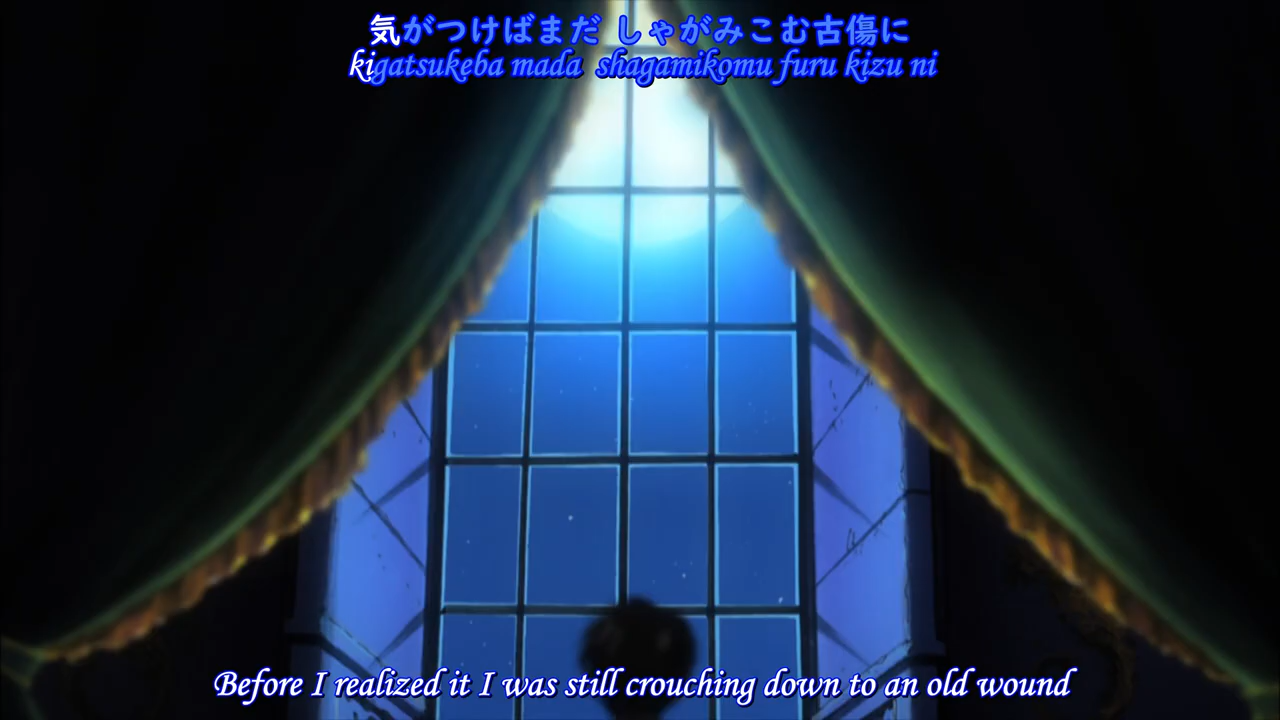 気がつけばまだ しゃがみこむ古傷に
kigatsukeba mada shagamikomu furu kizu ni
Before I realized it I was still crouching down to an old wound